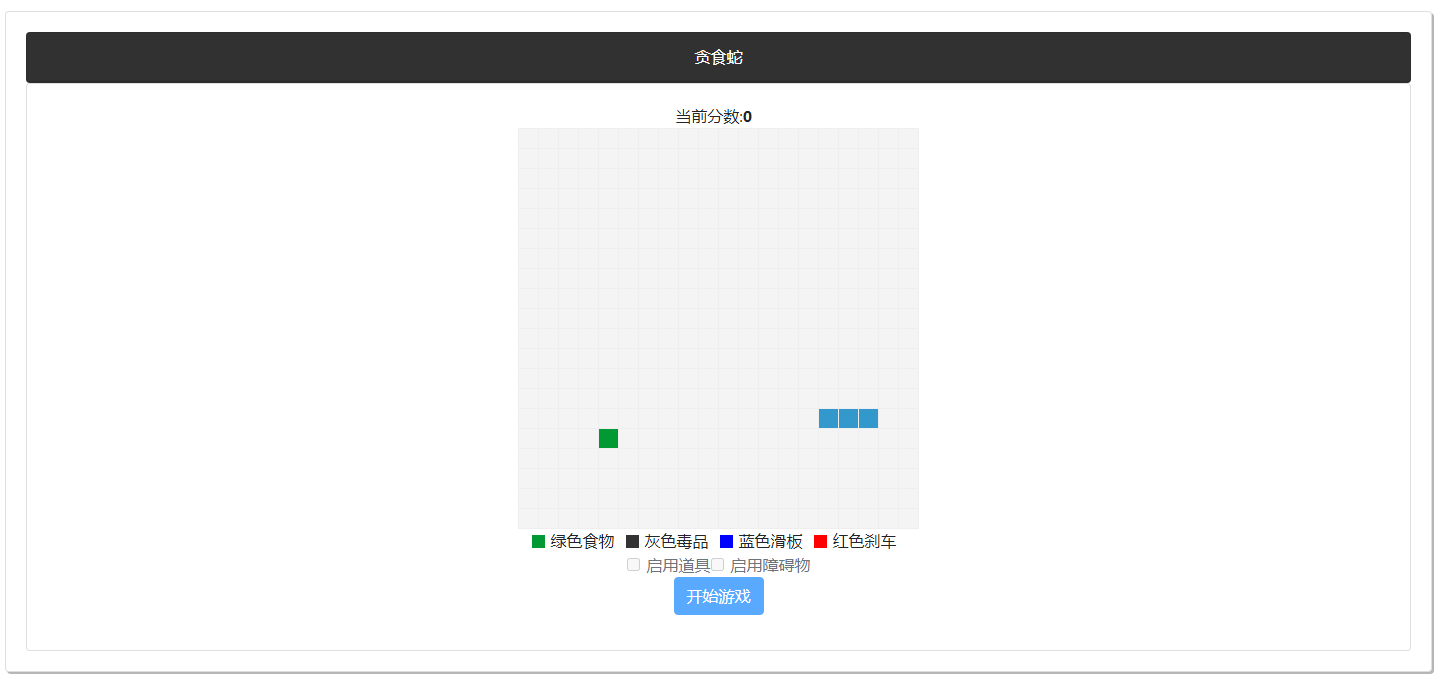 贪食蛇
当前分数:0
绿色食物 灰色毒品 蓝色滑板 红色刹车
启用道具 启用障碍物
开始游戏